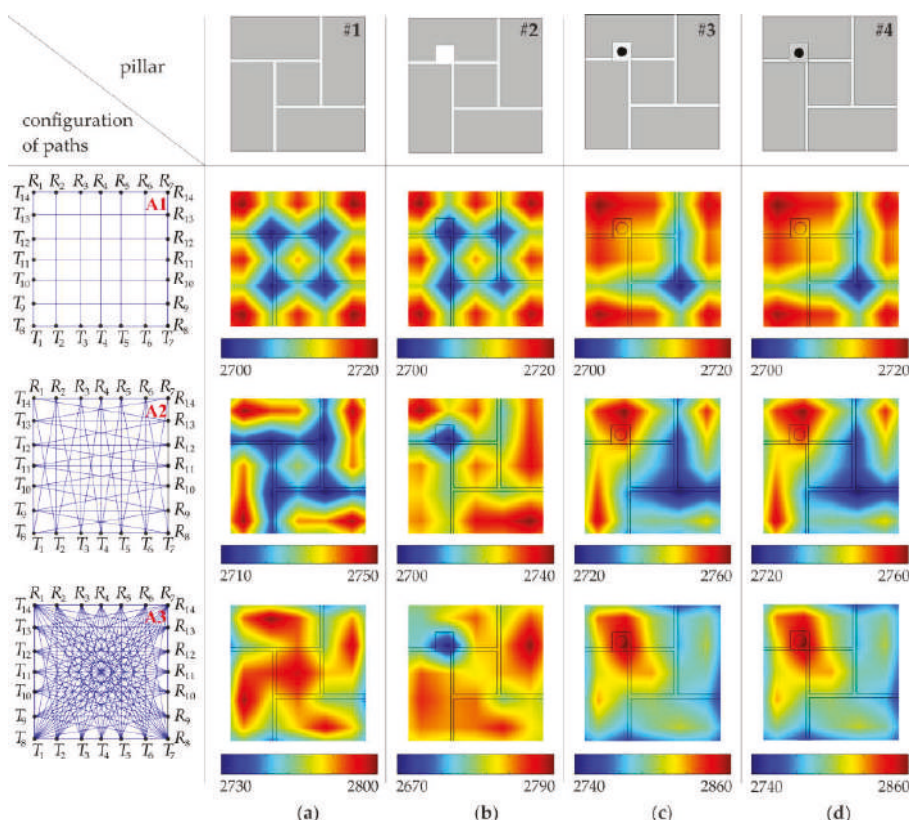 #1 #2 #3 #4
pillar
configuration
of paths
R1 R2 R3 R4 R5 R6 R7
A1
T14 R14
T13 R13
T12 R12
T11 R11
T10 R10
T9 R9
T8 R8
T1 T2 T3 T4 T5 T6 T7
2700 2720 2700 2720 2700 2720 2700 2720
R1 R2 R3 R4 R5 R6 R7
A2
T14 R14
T13 R13
T12 R12
T11 R11
T10 R10
T9 R9
T8 R8
T1 T2 T3 T4 T5 T6 T7
2710 2750 2700 2740 2720 2760 2720 2760
R1 R2 R3 R4 R5 R6 R7
A3
T14 R14
T13 R13
T12 R12
T11 R11
T10 R10
T9 R9
T8 R8
T1 T2 T3 T4 T5 T6 T7
2730 2800 2670 2790 2740 2860 2740 2860
(a) (b) (c) (d)